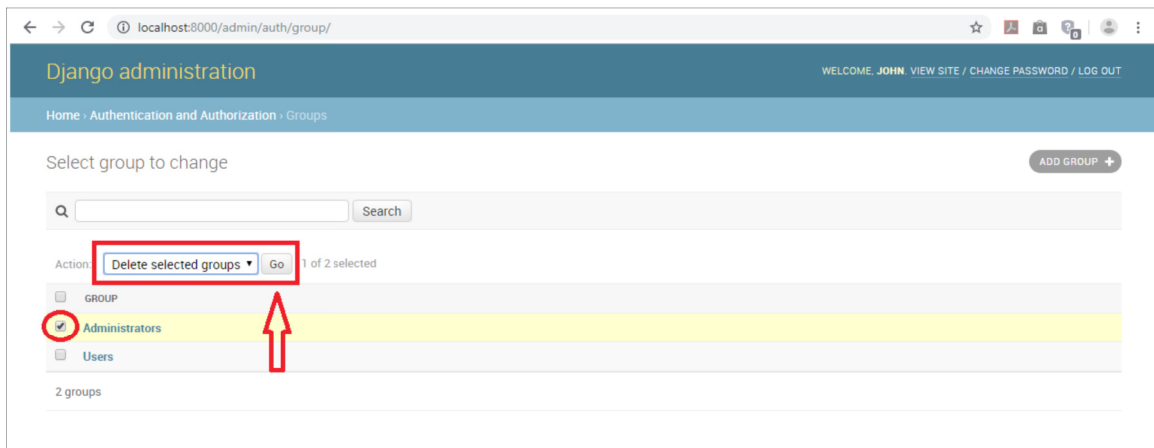 localhost:8000/admin/auth/group/
0
Django administration
WELCOME, JOHN. VIEW SITE / CHANGE PASSWORD / LOG OUT
Home › Authentication and Authorization › Groups
Select group to change
ADD GROUP +
Search
Action: Delete selected groups Go 1 of 2 selected
GROUP
Administrators
Users
2 groups